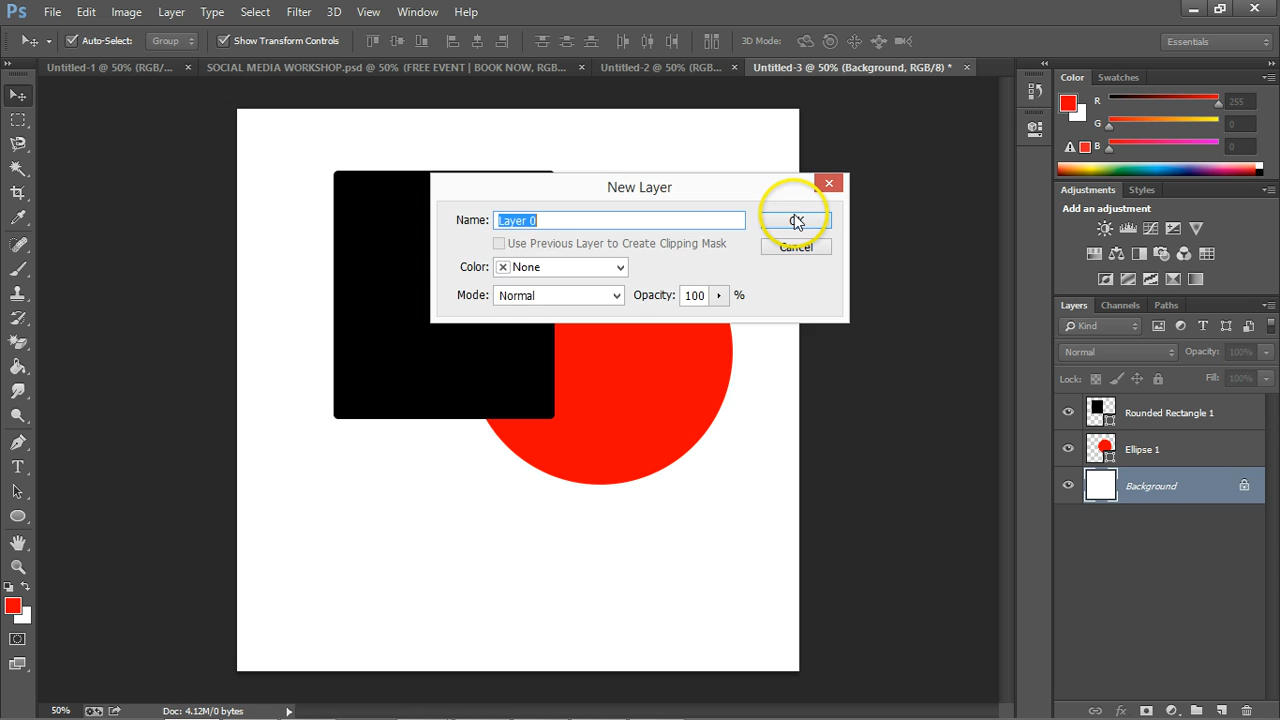 Ps File Edit Image Layer Type Select Filter 3D View Window Help
Auto-Select: Group Show Transform Controls 3D Mode: Essentials
Untitled-1 @ 50% (RGB/... × SOCIAL MEDIA WORKSHOP.psd @ 50% (FREE EVENT | BOOK NOW, RGB... × Untitled-2 @ 50% (RGB/... × Untitled-3 @ 50% (Background, RGB/8) * ×
Color Swatches
R 255
G 0
B 0
Adjustments Styles
Add an adjustment
New Layer
Name: Layer 0
Use Previous Layer to Create Clipping Mask
Cancel
Color: None
Mode: Normal Opacity: 100 %
Layers Channels Paths
Kind
Normal Opacity: 100%
Lock: Fill: 100%
Rounded Rectangle 1
Ellipse 1
Background
50% Doc: 4.12M/0 bytes